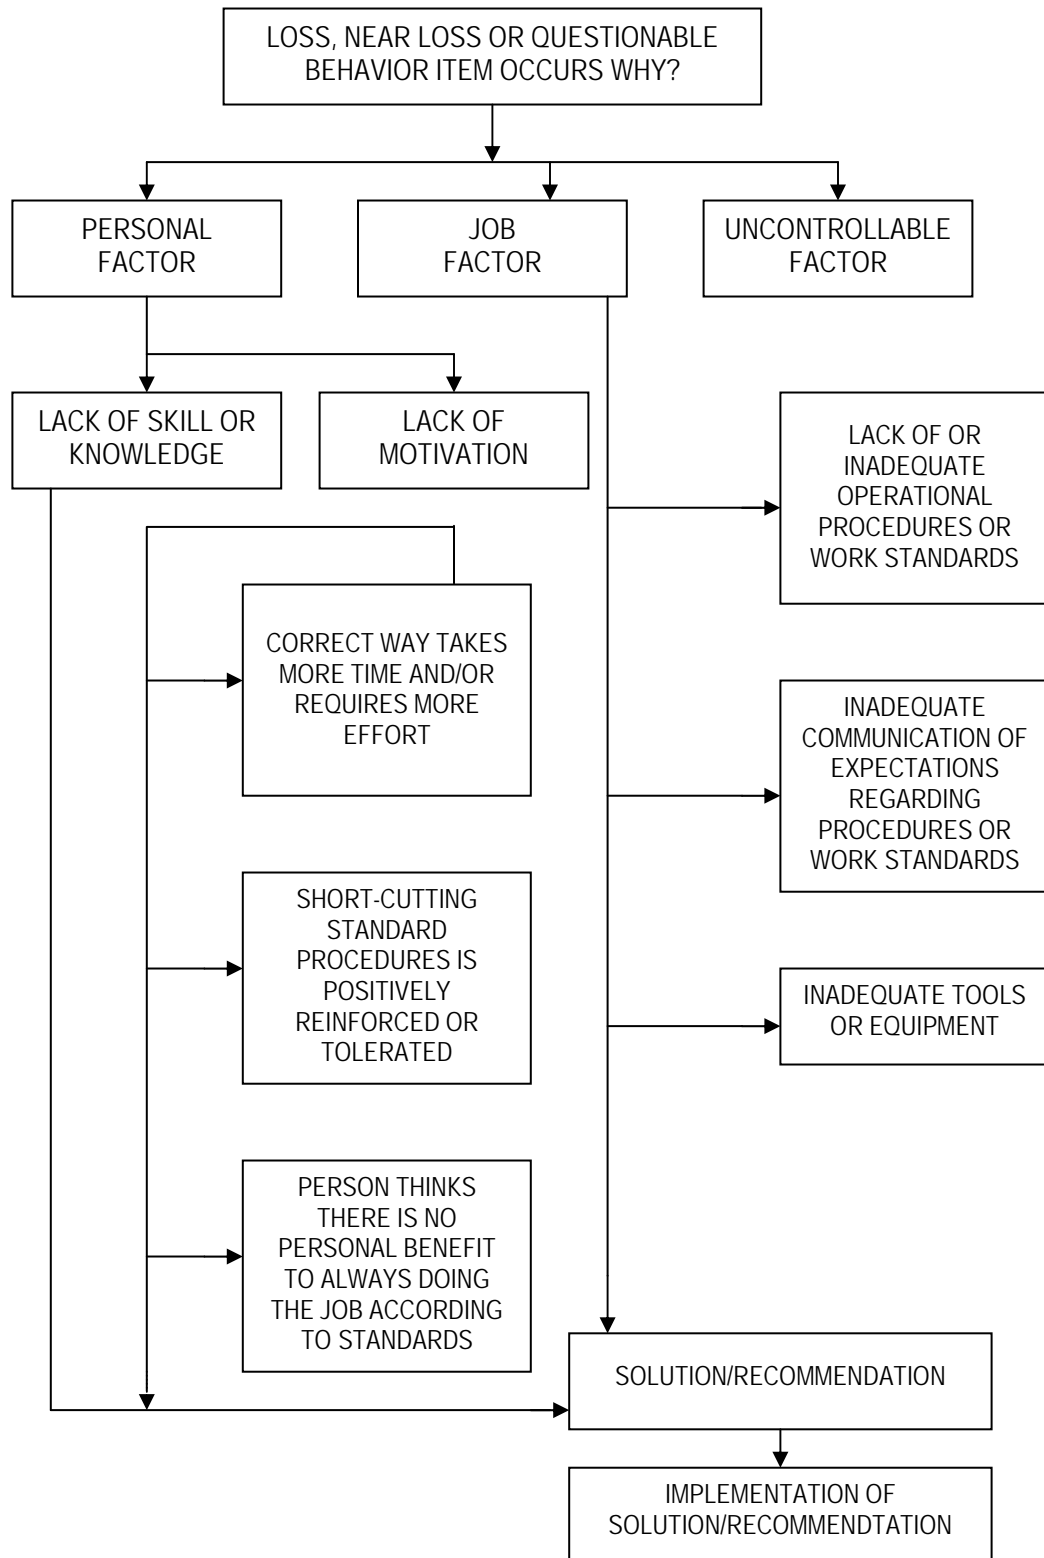 LOSS, NEAR LOSS OR QUESTIONABLE
BEHAVIOR ITEM OCCURS WHY?
PERSONAL
FACTOR
JOB
FACTOR
UNCONTROLLABLE
FACTOR
LACK OF SKILL OR
KNOWLEDGE
LACK OF
MOTIVATION
LACK OF OR
INADEQUATE
OPERATIONAL
PROCEDURES OR
WORK STANDARDS
CORRECT WAY TAKES
MORE TIME AND/OR
REQUIRES MORE
EFFORT
INADEQUATE
COMMUNICATION OF
EXPECTATIONS
REGARDING
PROCEDURES OR
WORK STANDARDS
SHORT-CUTTING
STANDARD
PROCEDURES IS
POSITIVELY
REINFORCED OR
TOLERATED
INADEQUATE TOOLS
OR EQUIPMENT
PERSON THINKS
THERE IS NO
PERSONAL BENEFIT
TO ALWAYS DOING
THE JOB ACCORDING
TO STANDARDS
SOLUTION/RECOMMENDATION
IMPLEMENTATION OF
SOLUTION/RECOMMENDTATION